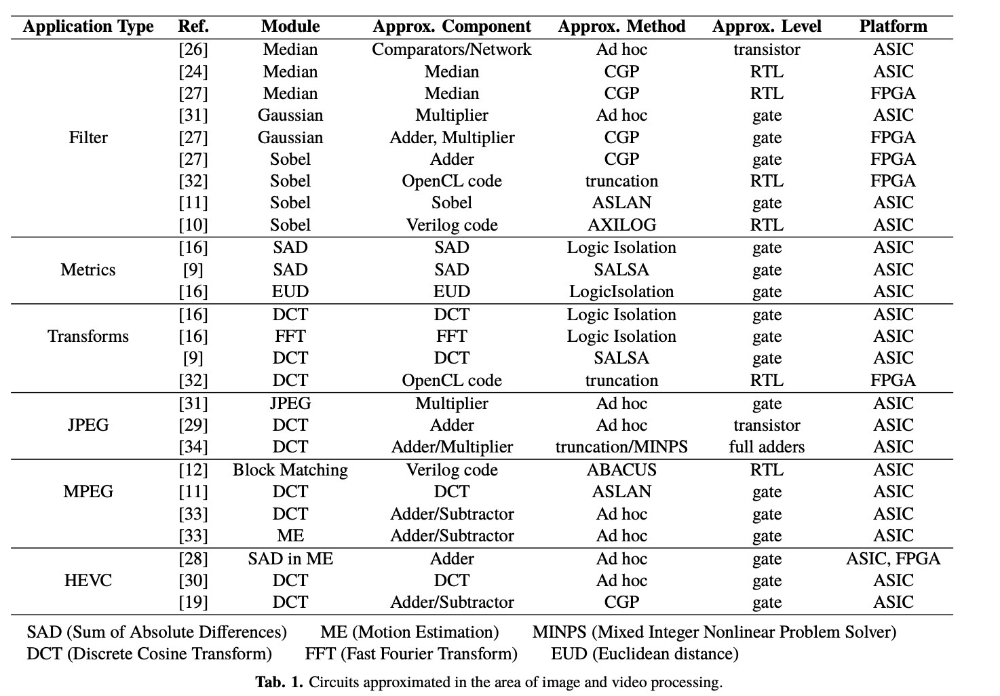 Application Type Ref. Module Approx. Component Approx. Method Approx. Level Platform
[26] Median Comparators/Network Ad hoc transistor ASIC
[24] Median Median CGP RTL ASIC
[27] Median Median CGP RTL FPGA
[31] Gaussian Multiplier Ad hoc gate ASIC
Filter [27] Gaussian Adder, Multiplier CGP gate FPGA
[27] Sobel Adder CGP gate FPGA
[32] Sobel OpenCL code truncation RTL FPGA
[11] Sobel Sobel ASLAN gate ASIC
[10] Sobel Verilog code AXILOG RTL ASIC
[16] SAD SAD Logic Isolation gate ASIC
Metrics [9] SAD SAD SALSA gate ASIC
[16] EUD EUD LogicIsolation gate ASIC
[16] DCT DCT Logic Isolation gate ASIC
Transforms [16] FFT FFT Logic Isolation gate ASIC
[9] DCT DCT SALSA gate ASIC
[32] DCT OpenCL code truncation RTL FPGA
[31] JPEG Multiplier Ad hoc gate ASIC
JPEG [29] DCT Adder Ad hoc transistor ASIC
[34] DCT Adder/Multiplier truncation/MINPS full adders ASIC
[12] Block Matching Verilog code ABACUS RTL ASIC
MPEG [11] DCT DCT ASLAN gate ASIC
[33] DCT Adder/Subtractor Ad hoc gate ASIC
[33] ME Adder/Subtractor Ad hoc gate ASIC
[28] SAD in ME Adder Ad hoc gate ASIC, FPGA
HEVC [30] DCT DCT Ad hoc gate ASIC
[19] DCT Adder/Subtractor CGP gate ASIC
SAD (Sum of Absolute Differences) ME (Motion Estimation) MINPS (Mixed Integer Nonlinear Problem Solver)
DCT (Discrete Cosine Transform) FFT (Fast Fourier Transform) EUD (Euclidean distance)
Tab. 1. Circuits approximated in the area of image and video processing.